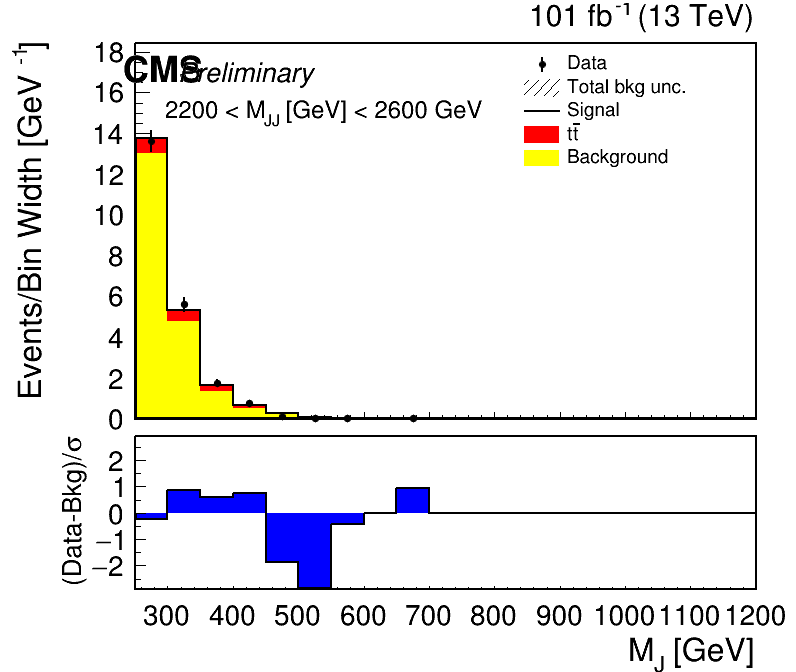 101 fb⁻¹ (13 TeV)
CMS Preliminary
2200 < M_JJ [GeV] < 2600 GeV
Data
Total bkg unc.
Signal
tt̄
Background
Events/Bin Width [GeV⁻¹]
18
16
14
12
10
8
6
4
2
0
(Data-Bkg)/σ
2
1
0
−1
−2
300 400 500 600 700 800 900 1000 1100 1200
M_J [GeV]